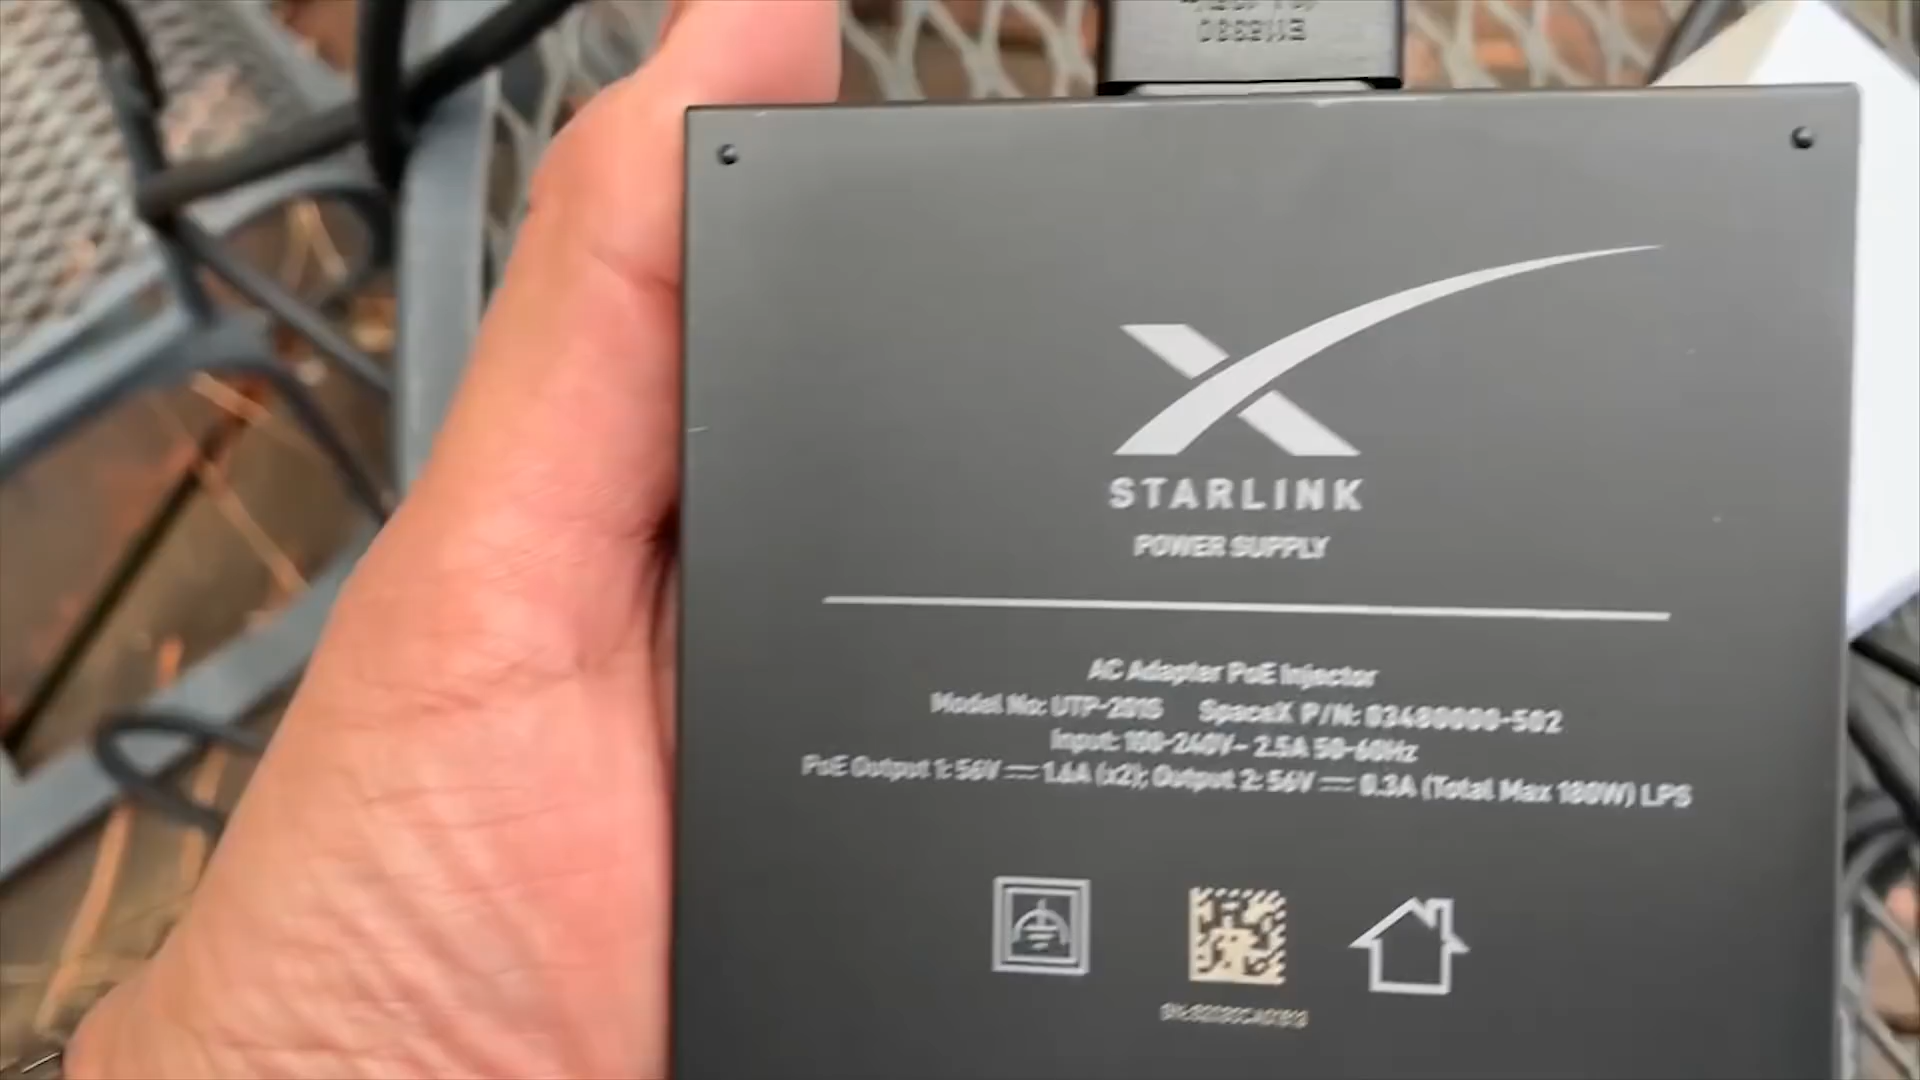 E115330
STARLINK
POWER SUPPLY
AC Adapter PoE Injector
Model No: UTP-201S SpaceX P/N: 03480000-502
Input: 100-240V~ 2.5A 50-60Hz
PoE Output 1: 56V ⎓ 1.6A (x2); Output 2: 56V ⎓ 0.3A (Total Max 180W) LPS